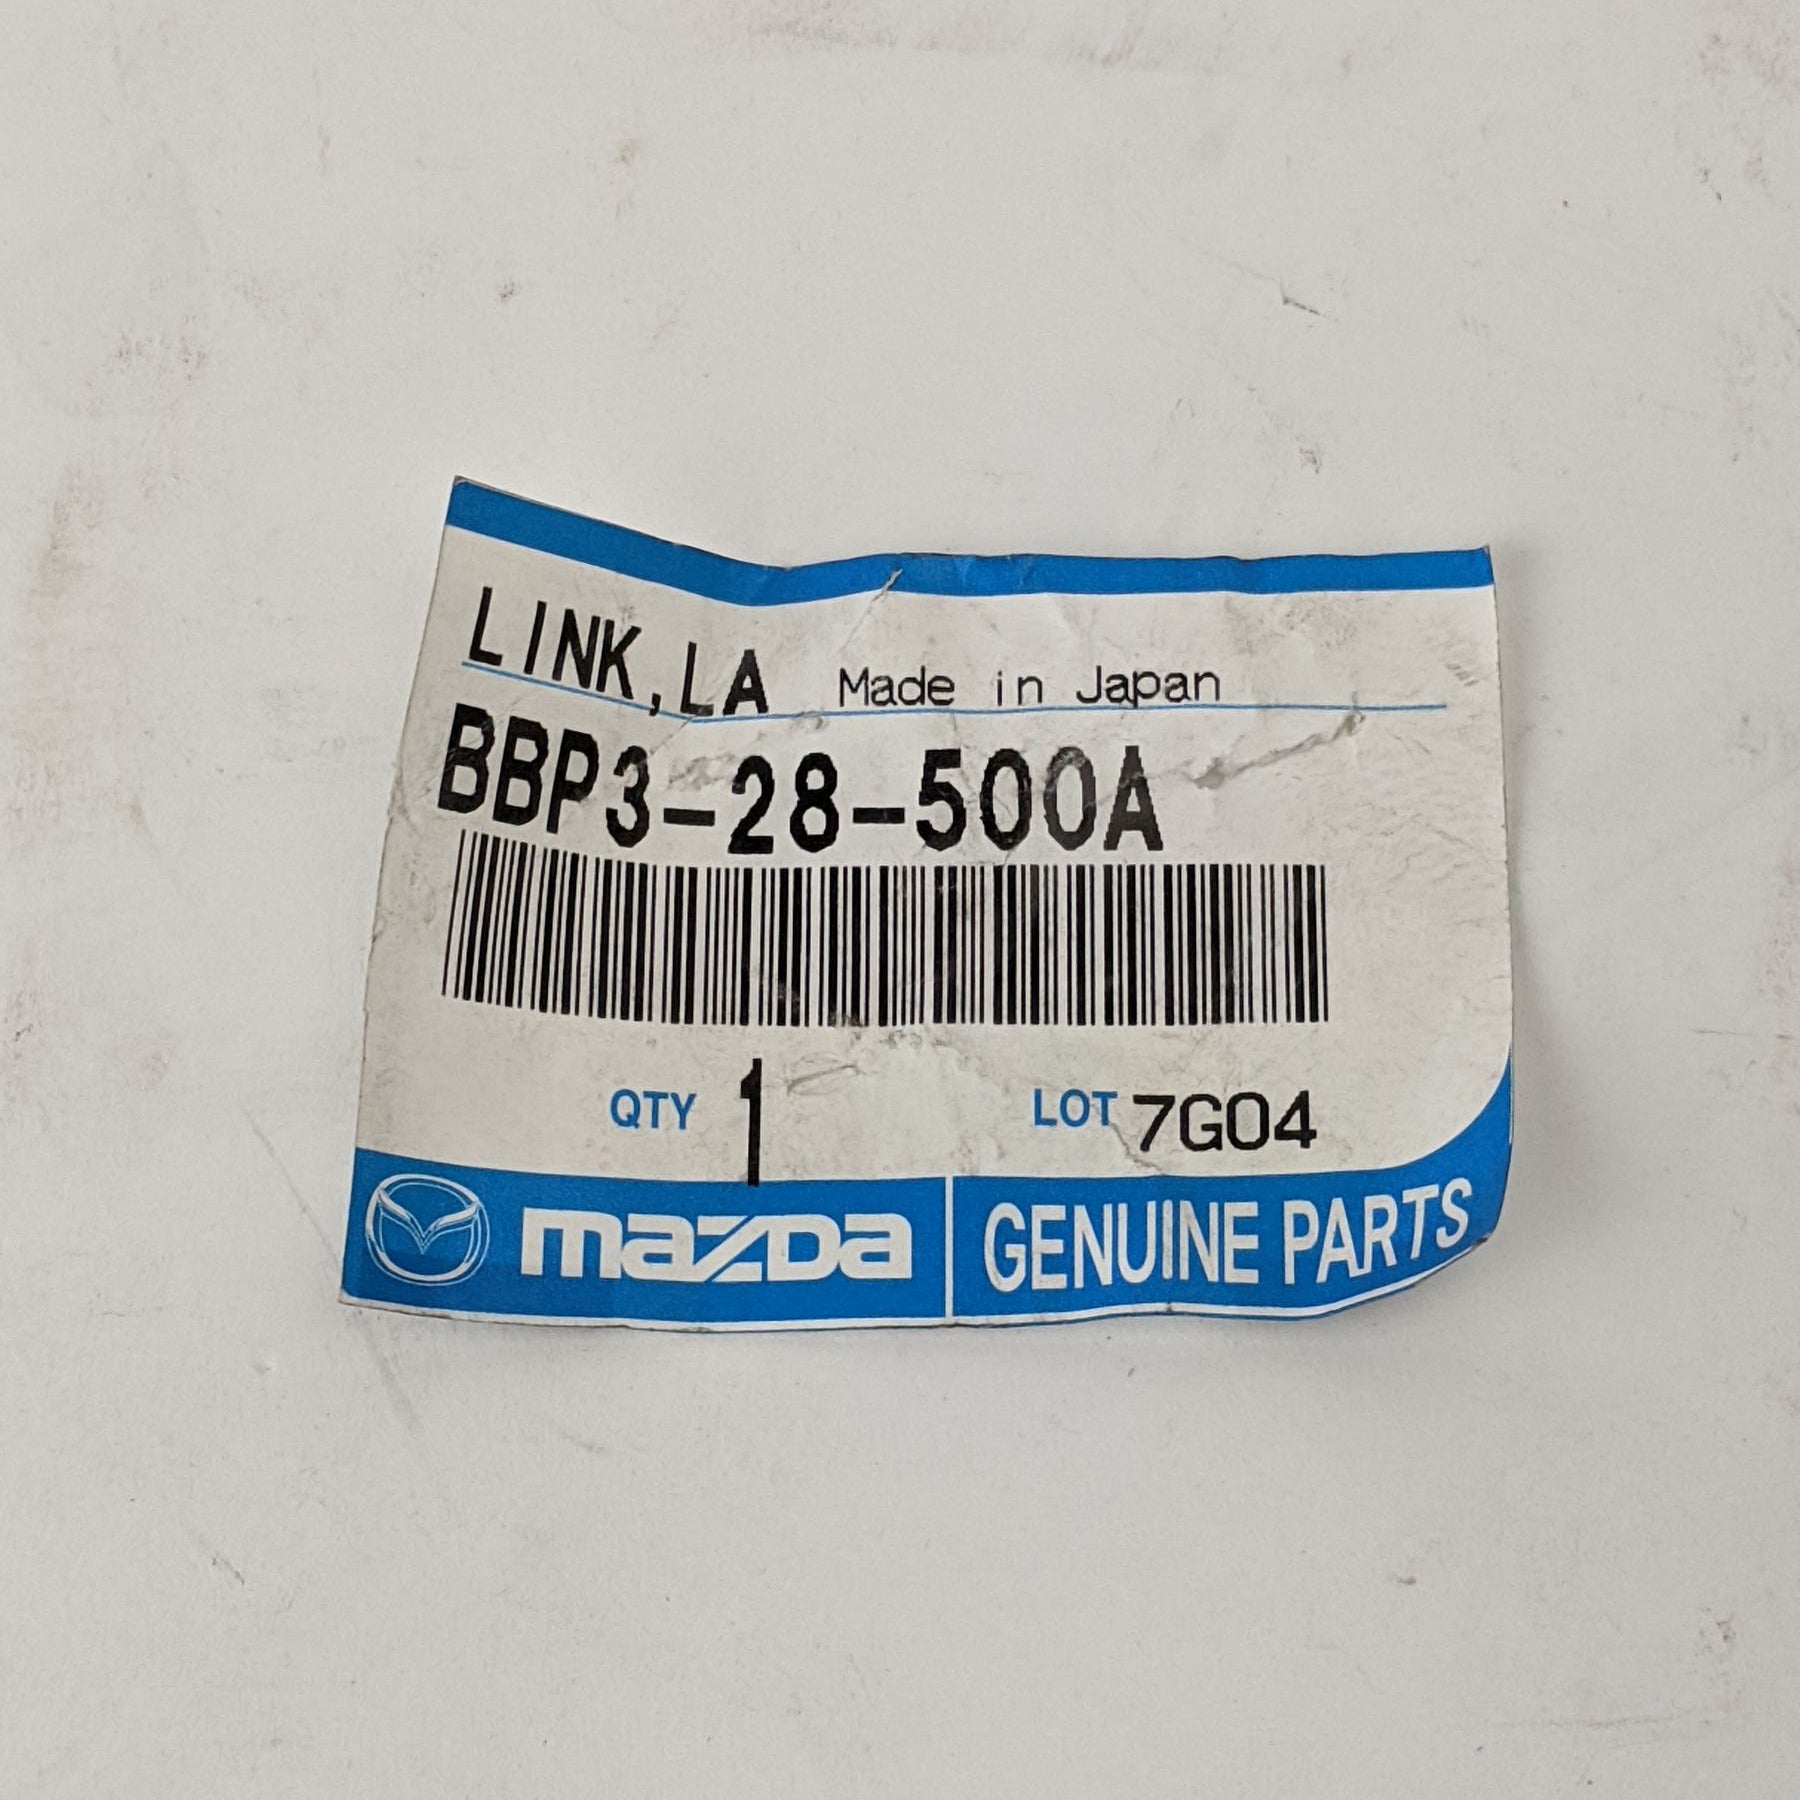 LINK,LA Made in Japan
BBP3-28-500A
QTY 1 LOT 7G04
mazDa GENUINE PARTS